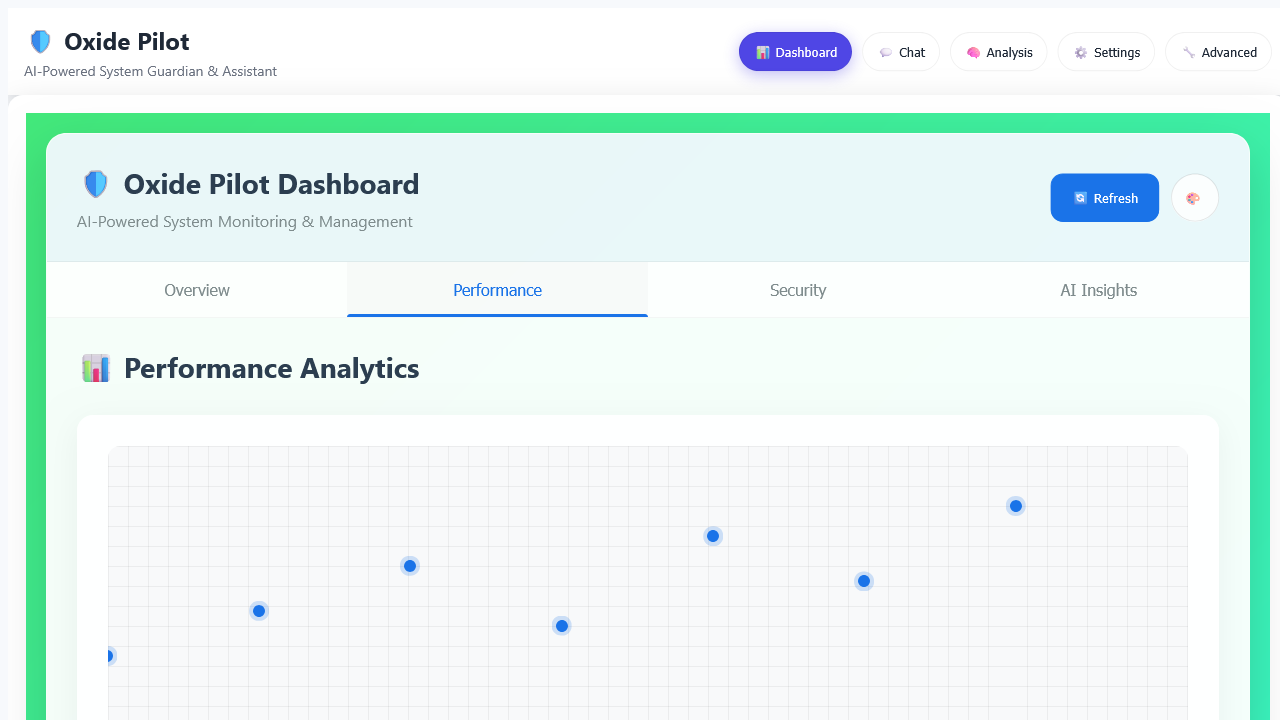 Oxide Pilot
AI-Powered System Guardian & Assistant
Dashboard
Chat
Analysis
Settings
Advanced
Oxide Pilot Dashboard
AI-Powered System Monitoring & Management
Refresh
Overview
Performance
Security
AI Insights
Performance Analytics